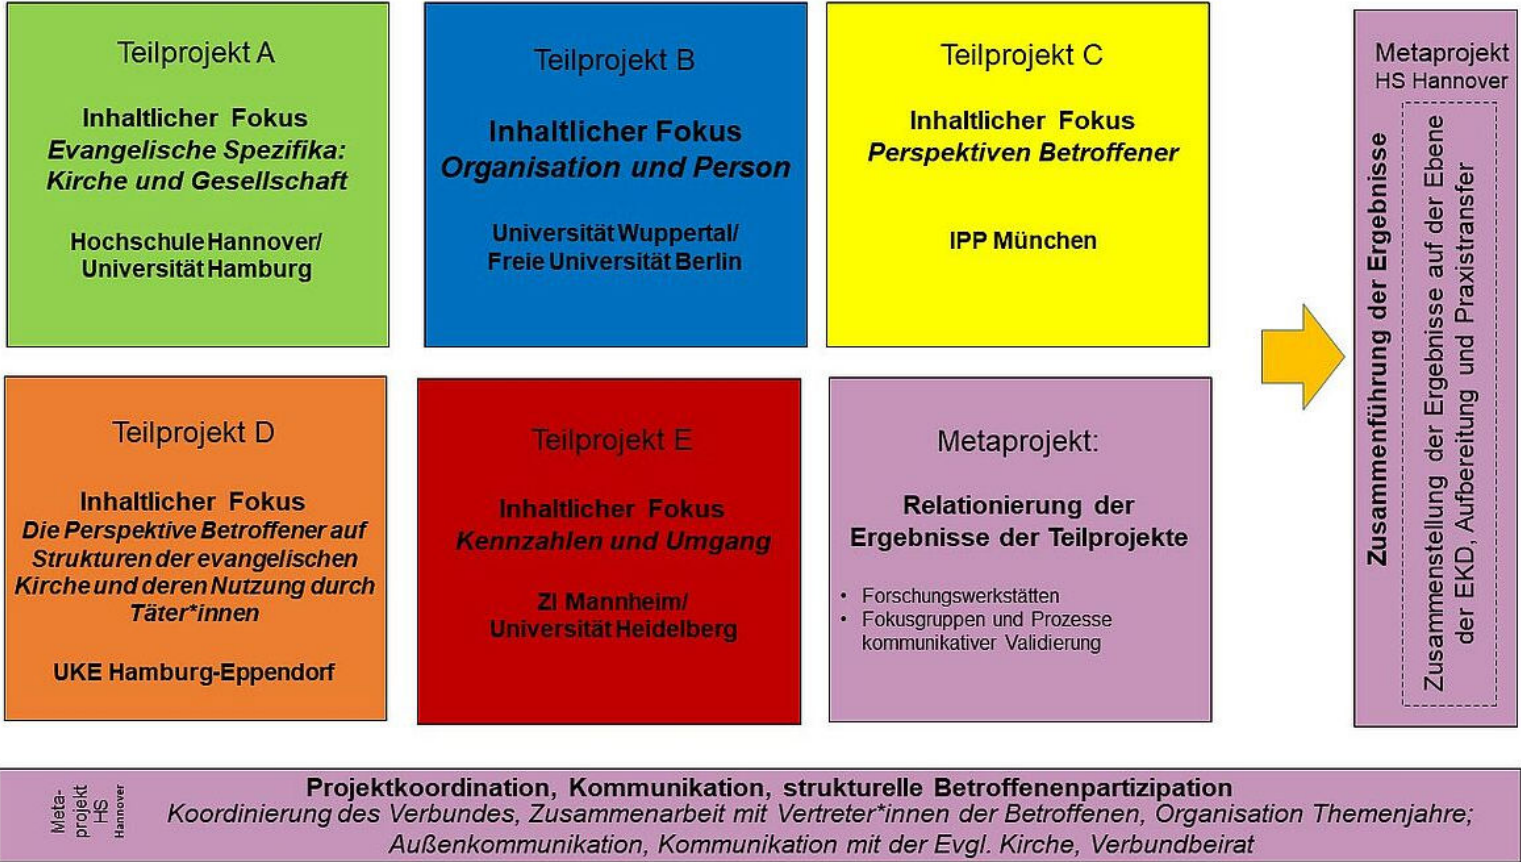 Teilprojekt A
Inhaltlicher Fokus
Evangelische Spezifika:
Kirche und Gesellschaft
Hochschule Hannover/
Universität Hamburg
Teilprojekt B
Inhaltlicher Fokus
Organisation und Person
Universität Wuppertal/
Freie Universität Berlin
Teilprojekt C
Inhaltlicher Fokus
Perspektiven Betroffener
IPP München
Teilprojekt D
Inhaltlicher Fokus
Die Perspektive Betroffener auf
Strukturen der evangelischen
Kirche und deren Nutzung durch
Täter*innen
UKE Hamburg-Eppendorf
Teilprojekt E
Inhaltlicher Fokus
Kennzahlen und Umgang
ZI Mannheim/
Universität Heidelberg
Metaprojekt:
Relationierung der
Ergebnisse der Teilprojekte
• Forschungswerkstätten
• Fokusgruppen und Prozesse
kommunikativer Validierung
Metaprojekt
HS Hannover
Zusammenführung der Ergebnisse
Zusammenstellung der Ergebnisse auf der Ebene
der EKD, Aufbereitung und Praxistransfer
Meta-
projekt
HS
Hannover
Projektkoordination, Kommunikation, strukturelle Betroffenenpartizipation
Koordinierung des Verbundes, Zusammenarbeit mit Vertreter*innen der Betroffenen, Organisation Themenjahre;
Außenkommunikation, Kommunikation mit der Evgl. Kirche, Verbundbeirat